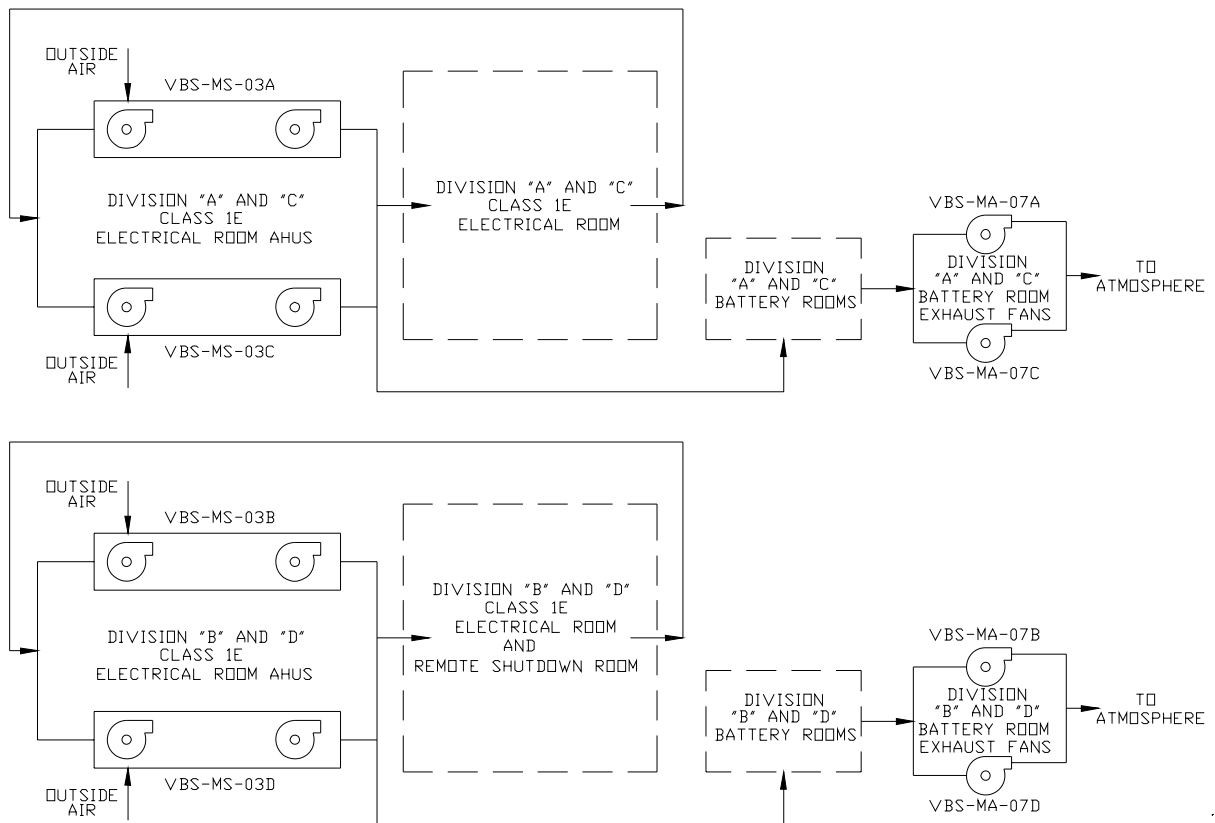 OUTSIDE
AIR
VBS-MS-03A
DIVISION "A" AND "C"
CLASS 1E
ELECTRICAL ROOM AHUS
VBS-MS-03C
OUTSIDE
AIR
DIVISION "A" AND "C"
CLASS 1E
ELECTRICAL ROOM
DIVISION
"A" AND "C"
BATTERY ROOMS
VBS-MA-07A
DIVISION
"A" AND "C"
BATTERY ROOM
EXHAUST FANS
VBS-MA-07C
TO
ATMOSPHERE
OUTSIDE
AIR
VBS-MS-03B
DIVISION "B" AND "D"
CLASS 1E
ELECTRICAL ROOM AHUS
VBS-MS-03D
OUTSIDE
AIR
DIVISION "B" AND "D"
CLASS 1E
ELECTRICAL ROOM
AND
REMOTE SHUTDOWN ROOM
DIVISION
"B" AND "D"
BATTERY ROOMS
VBS-MA-07B
DIVISION
"B" AND "D"
BATTERY ROOM
EXHAUST FANS
VBS-MA-07D
TO
ATMOSPHERE